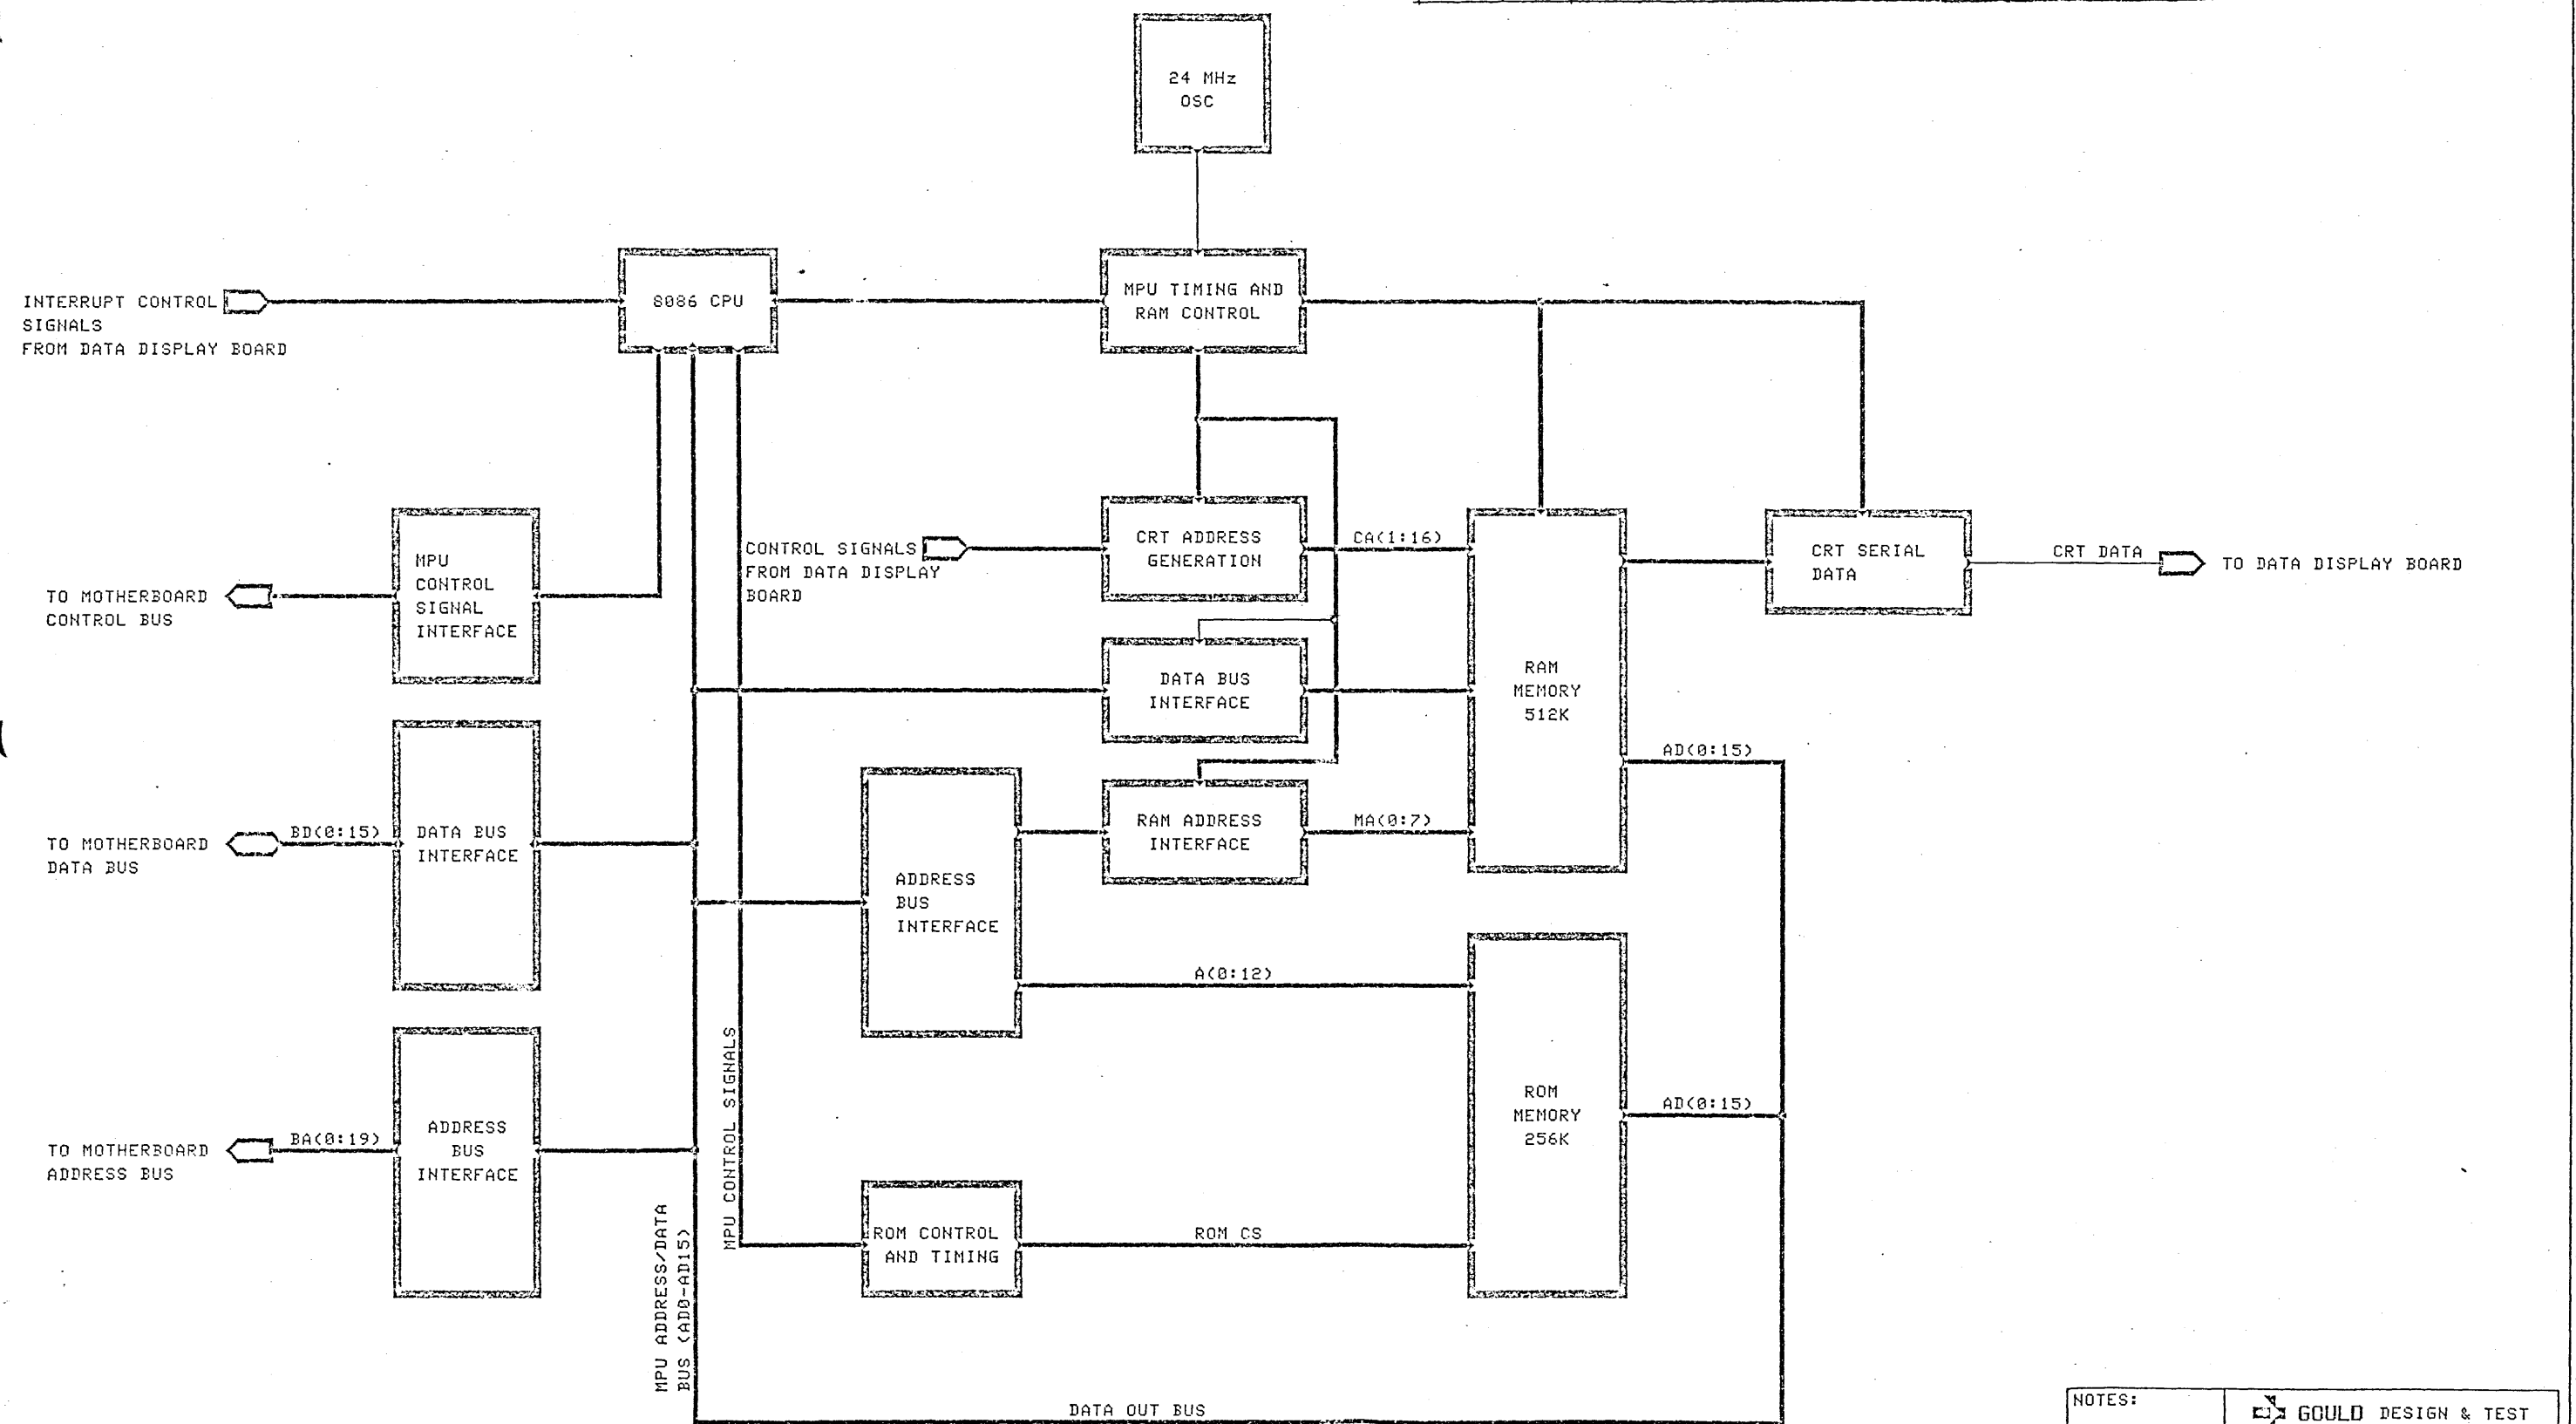 24 MHz
OSC
INTERRUPT CONTROL
SIGNALS
FROM DATA DISPLAY BOARD
8086 CPU
MPU TIMING AND
RAM CONTROL
MPU
CONTROL
SIGNAL
INTERFACE
TO MOTHERBOARD
CONTROL BUS
CONTROL SIGNALS
FROM DATA DISPLAY
BOARD
CRT ADDRESS
GENERATION
CA(1:16)
CRT SERIAL
DATA
CRT DATA
TO DATA DISPLAY BOARD
DATA BUS
INTERFACE
RAM
MEMORY
512K
AD(0:15)
TO MOTHERBOARD
DATA BUS
BD(0:15)
DATA BUS
INTERFACE
ADDRESS
BUS
INTERFACE
RAM ADDRESS
INTERFACE
MA(0:7)
A(0:12)
TO MOTHERBOARD
ADDRESS BUS
BA(0:19)
ADDRESS
BUS
INTERFACE
MPU CONTROL SIGNALS
ROM
MEMORY
256K
AD(0:15)
ROM CONTROL
AND TIMING
ROM CS
MPU ADDRESS/DATA
BUS (AD0-AD15)
DATA OUT BUS
NOTES:
GOULD DESIGN & TEST